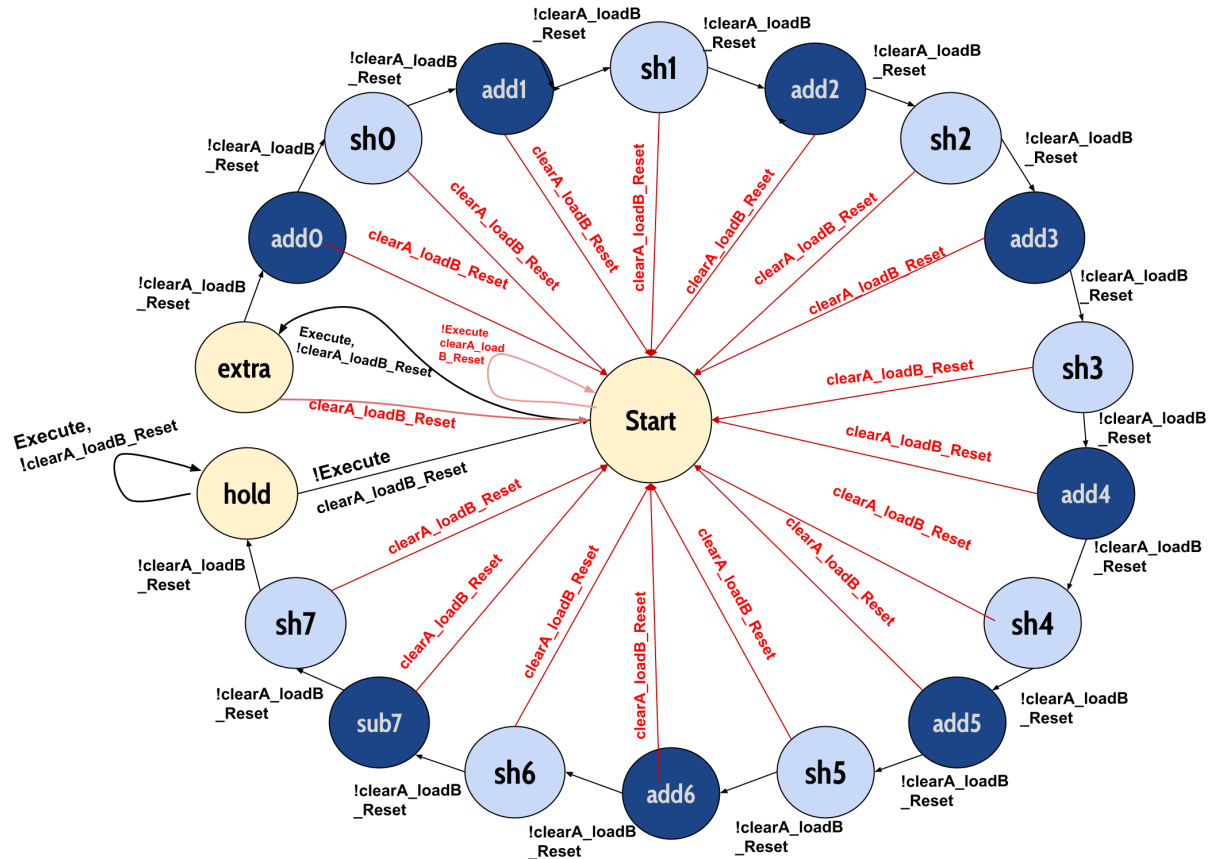 !clearA_loadB
_Reset
!clearA_loadB
_Reset
!clearA_loadB
_Reset
!clearA_loadB
_Reset
sh1
add1
add2
sh0
sh2
!clearA_loadB
_Reset
!clearA_loadB
_Reset
add0
add3
clearA_loadB_Reset
clearA_loadB_Reset
clearA_loadB_Reset
clearA_loadB_Reset
clearA_loadB_Reset
clearA_loadB_Reset
clearA_loadB_Reset
!clearA_loadB
_Reset
!clearA_loadB
_Reset
Execute,
!clearA_loadB_Reset
!Execute
clearA_load
B_Reset
extra
clearA_loadB_Reset
Start
clearA_loadB_Reset
sh3
Execute,
!clearA_loadB_Reset
hold
!Execute
clearA_loadB_Reset
clearA_loadB_Reset
!clearA_loadB
_Reset
add4
!clearA_loadB
_Reset
clearA_loadB_Reset
clearA_loadB_Reset
!clearA_loadB
_Reset
sh7
clearA_loadB_Reset
clearA_loadB_Reset
clearA_loadB_Reset
clearA_loadB_Reset
clearA_loadB_Reset
sh4
!clearA_loadB
_Reset
sub7
!clearA_loadB
_Reset
add5
!clearA_loadB
_Reset
sh6
sh5
!clearA_loadB
_Reset
add6
!clearA_loadB
_Reset
!clearA_loadB
_Reset